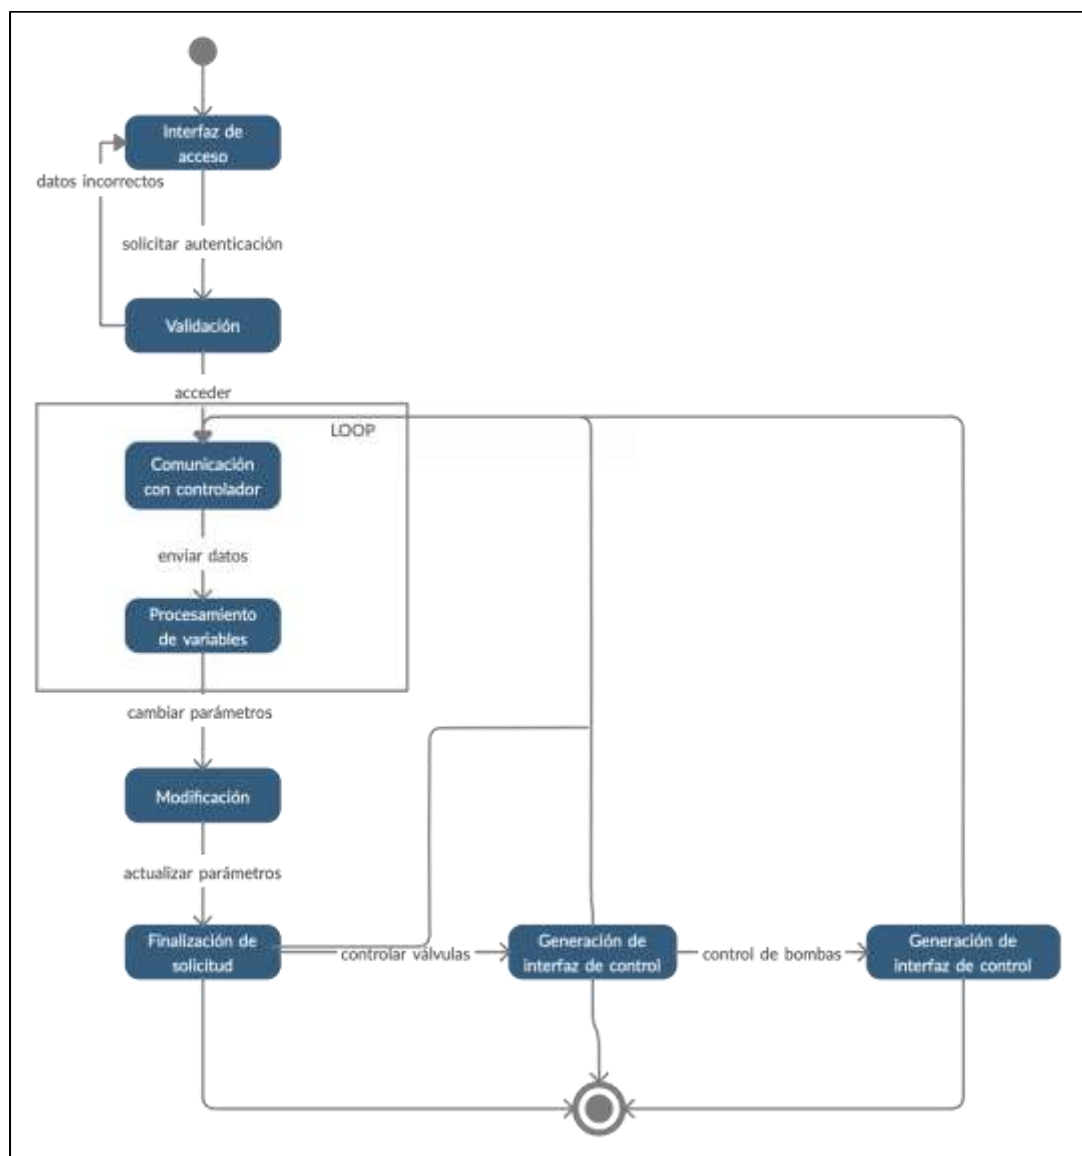 Interfaz de
acceso
datos incorrectos
solicitar autenticación
Validación
acceder
LOOP
Comunicación
con controlador
enviar datos
Procesamiento
de variables
cambiar parámetros
Modificación
actualizar parámetros
Finalización de
solicitud
controlar válvulas
Generación de
interfaz de control
control de bombas
Generación de
interfaz de control